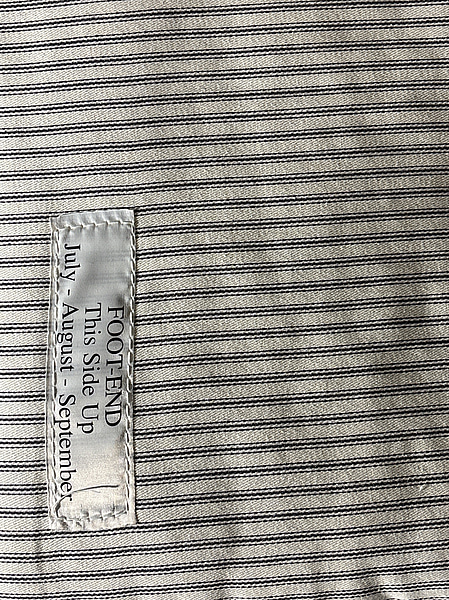 FOOT-END
This Side Up
July - August - September